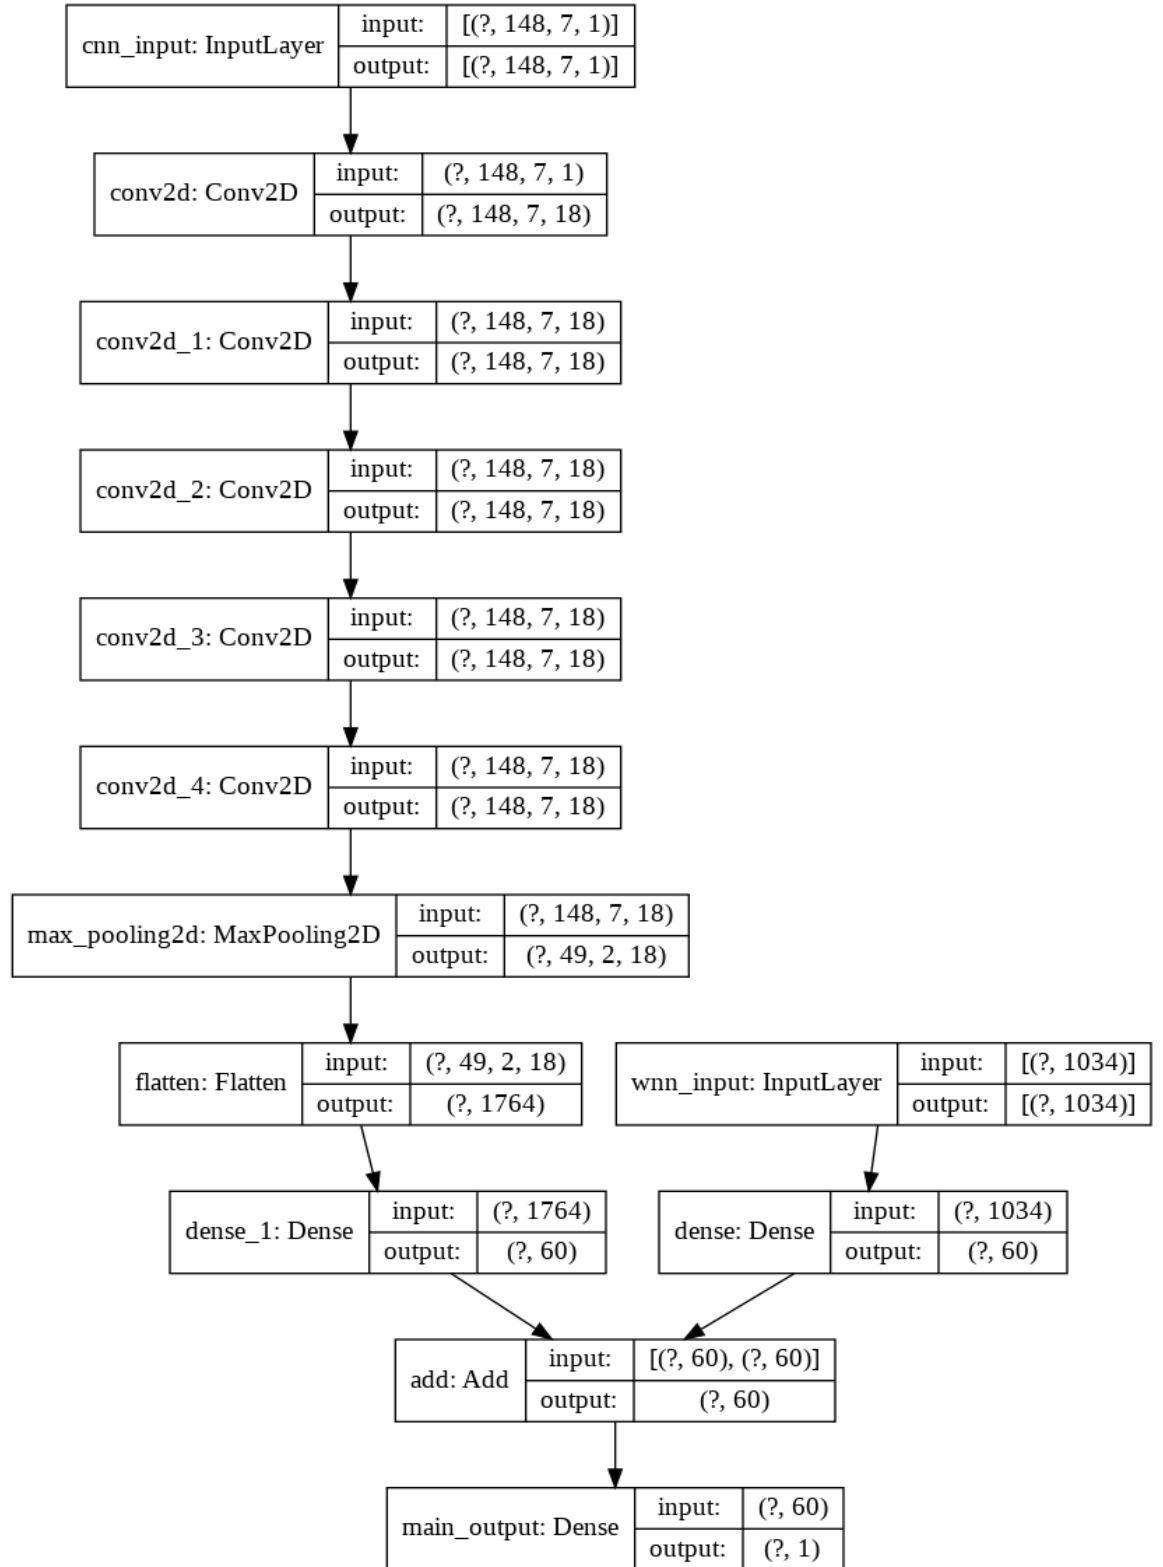 cnn_input: InputLayer
input: [(?, 148, 7, 1)]
output: [(?, 148, 7, 1)]
conv2d: Conv2D
input: (?, 148, 7, 1)
output: (?, 148, 7, 18)
conv2d_1: Conv2D
input: (?, 148, 7, 18)
output: (?, 148, 7, 18)
conv2d_2: Conv2D
input: (?, 148, 7, 18)
output: (?, 148, 7, 18)
conv2d_3: Conv2D
input: (?, 148, 7, 18)
output: (?, 148, 7, 18)
conv2d_4: Conv2D
input: (?, 148, 7, 18)
output: (?, 148, 7, 18)
max_pooling2d: MaxPooling2D
input: (?, 148, 7, 18)
output: (?, 49, 2, 18)
flatten: Flatten
input: (?, 49, 2, 18)
output: (?, 1764)
wnn_input: InputLayer
input: [(?, 1034)]
output: [(?, 1034)]
dense_1: Dense
input: (?, 1764)
output: (?, 60)
dense: Dense
input: (?, 1034)
output: (?, 60)
add: Add
input: [(?, 60), (?, 60)]
output: (?, 60)
main_output: Dense
input: (?, 60)
output: (?, 1)